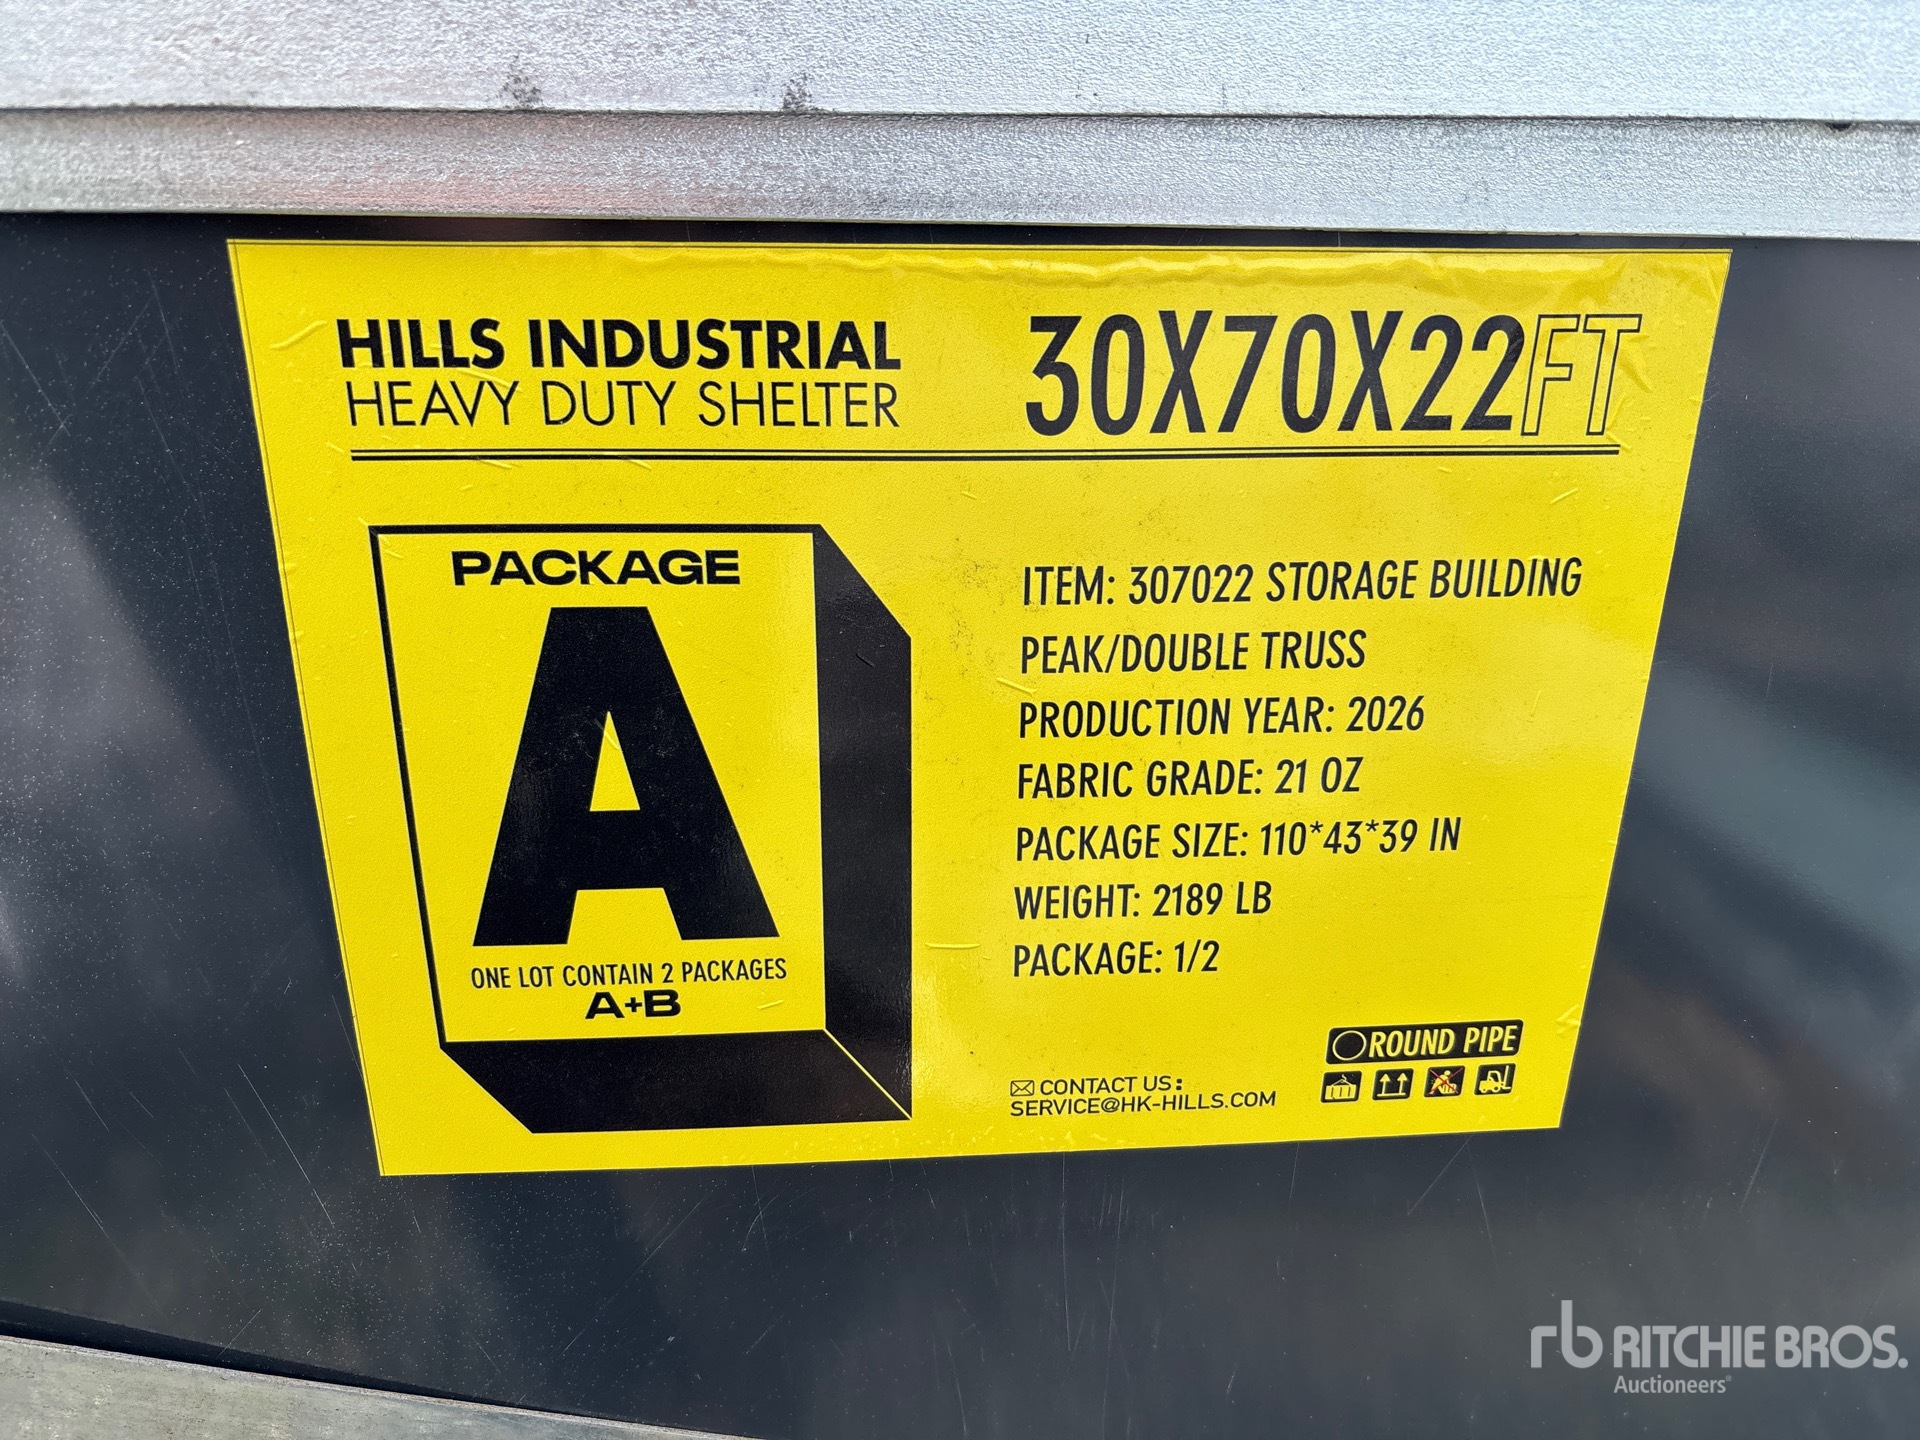 HILLS INDUSTRIAL
HEAVY DUTY SHELTER
30X70X22FT
PACKAGE
A
ONE LOT CONTAIN 2 PACKAGES
A+B
ITEM: 307022 STORAGE BUILDING
PEAK/DOUBLE TRUSS
PRODUCTION YEAR: 2026
FABRIC GRADE: 21 OZ
PACKAGE SIZE: 110*43*39 IN
WEIGHT: 2189 LB
PACKAGE: 1/2
CONTACT US:
SERVICE@HK-HILLS.COM
ROUND PIPE
rb RITCHIE BROS.
Auctioneers®